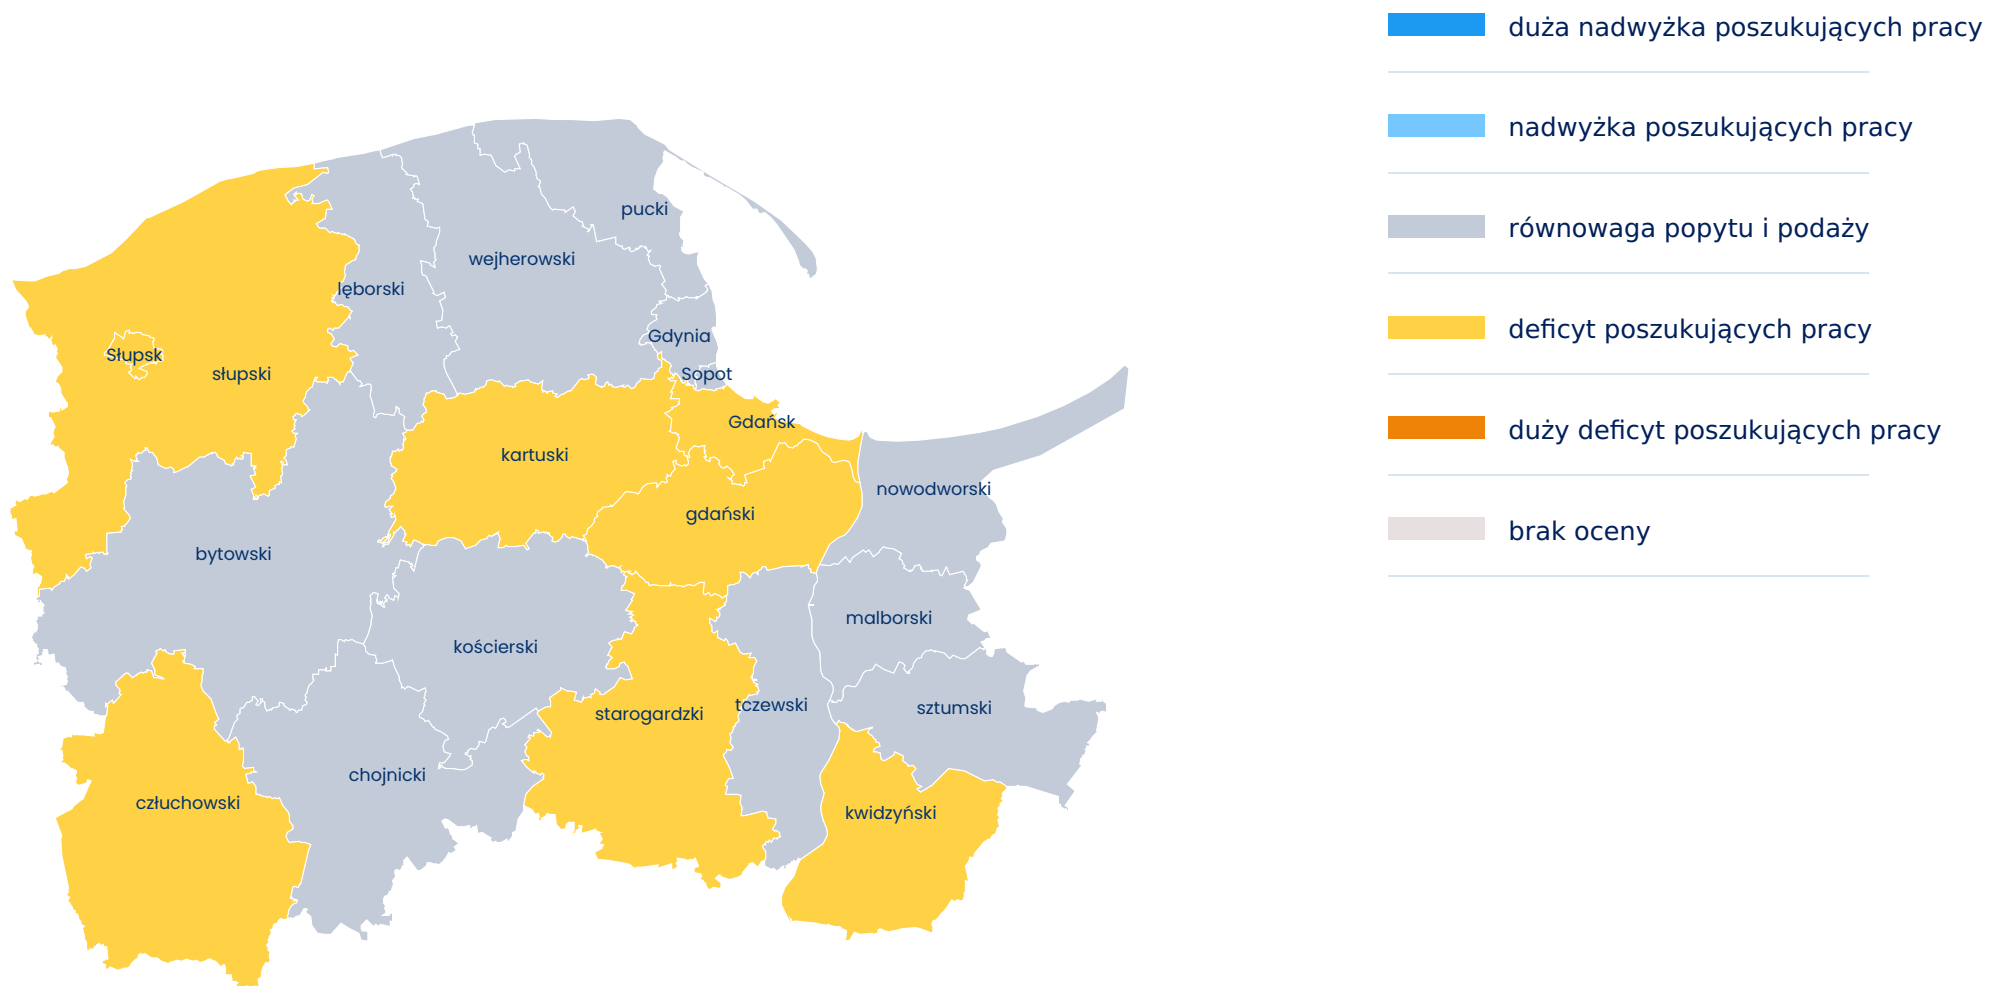 duża nadwyżka poszukujących pracy
nadwyżka poszukujących pracy
równowaga popytu i podaży
deficyt poszukujących pracy
duży deficyt poszukujących pracy
brak oceny
pucki
wejherowski
lęborski
Gdynia
Słupsk
słupski
Sopot
Gdańsk
kartuski
nowodworski
gdański
bytowski
malborski
kościerski
tczewski
sztumski
starogardzki
chojnicki
człuchowski
kwidzyński